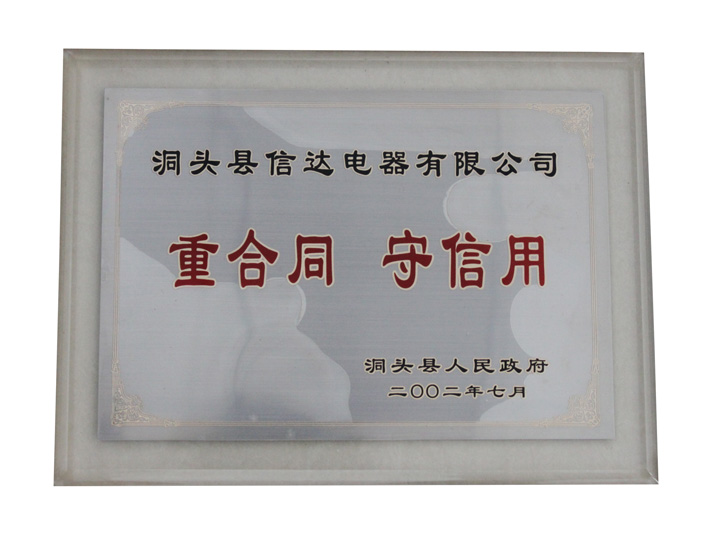 洞头县信达电器有限公司
重合同 守信用
洞头县人民政府
二〇〇二年七月